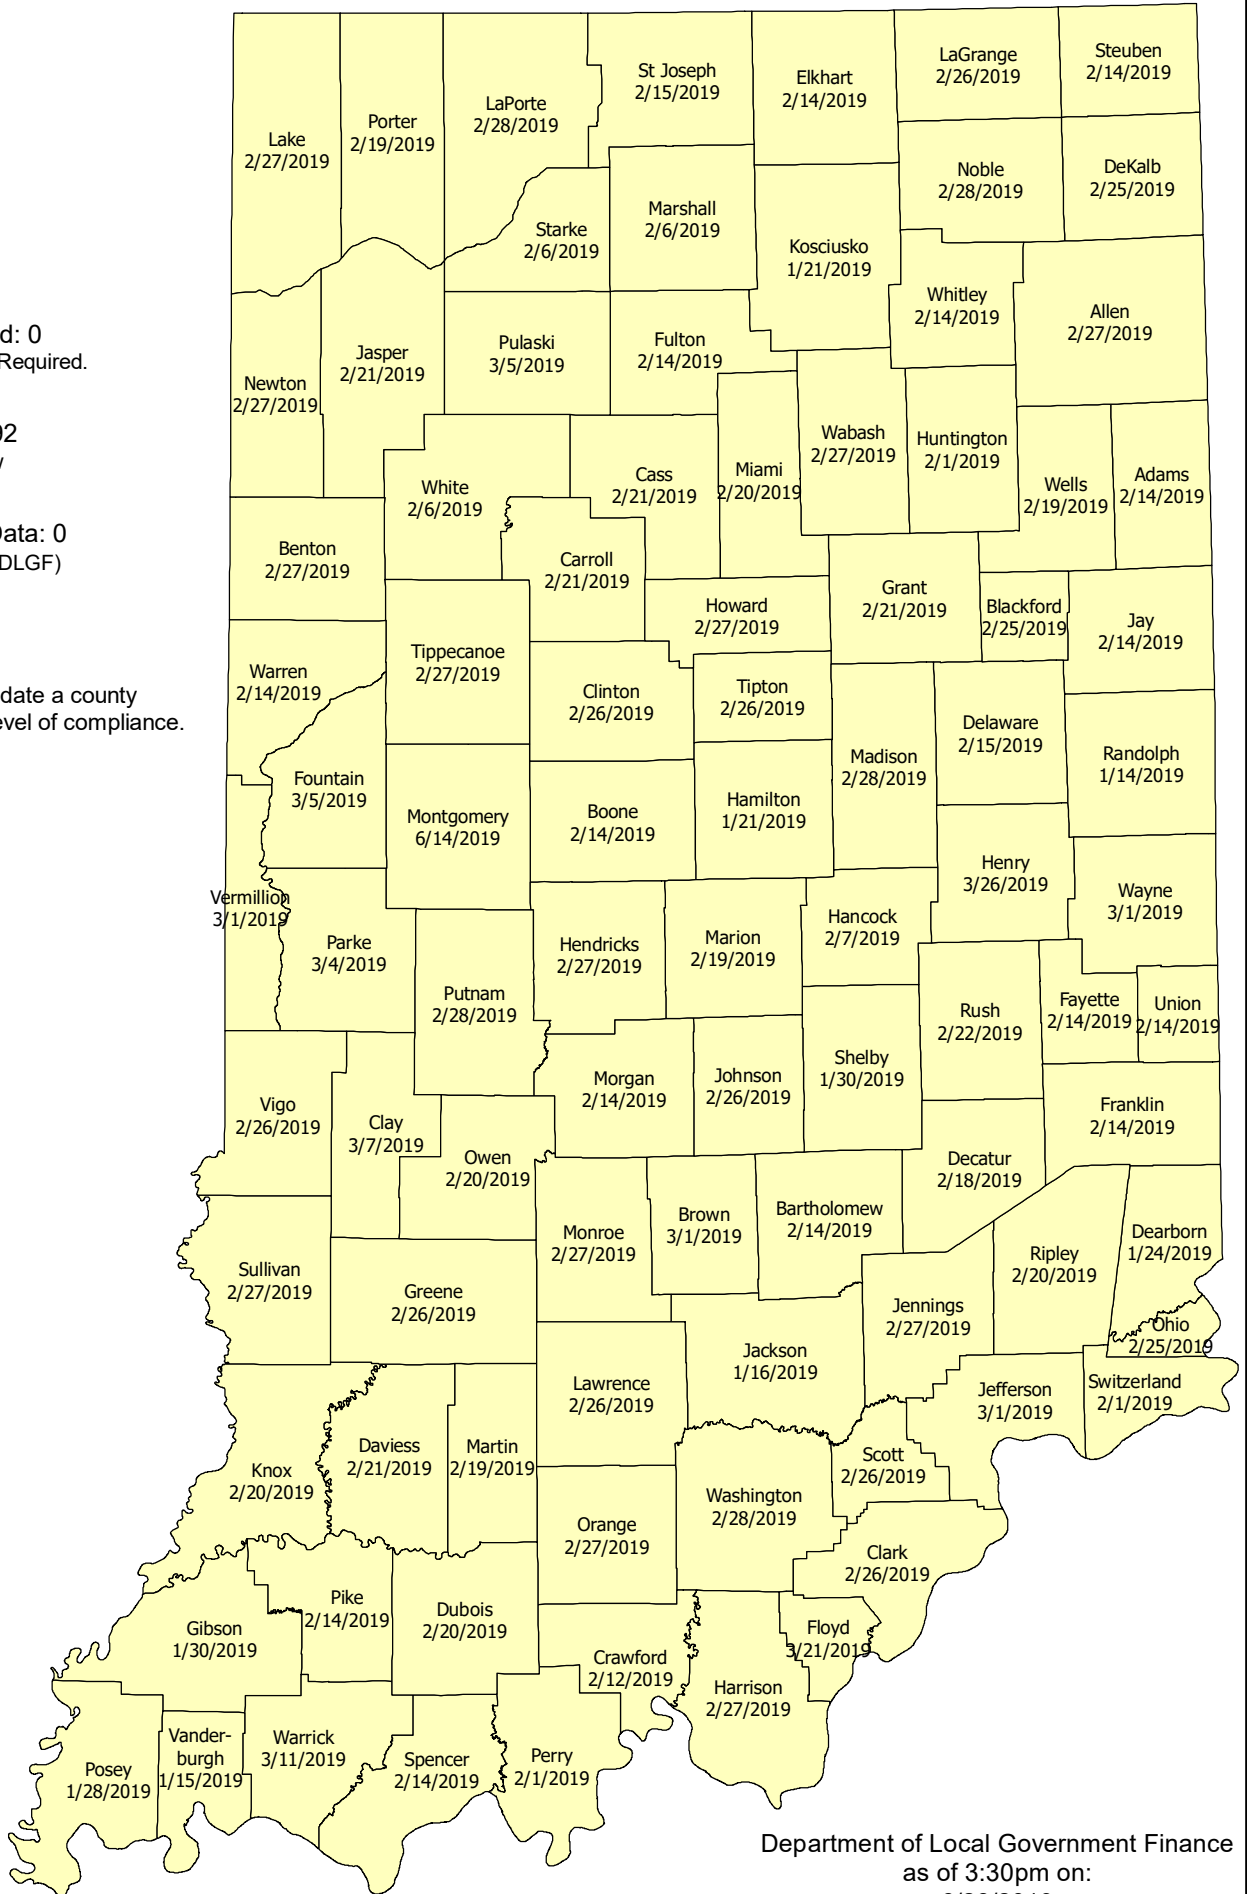 d: 0
Required.
ata: 0
DLGF)
date a county
evel of compliance.
Lake
2/27/2019
Porter
2/19/2019
LaPorte
2/28/2019
St Joseph
2/15/2019
Elkhart
2/14/2019
LaGrange
2/26/2019
Steuben
2/14/2019
Noble
2/28/2019
DeKalb
2/25/2019
Starke
2/6/2019
Marshall
2/6/2019
Kosciusko
1/21/2019
Whitley
2/14/2019
Allen
2/27/2019
Newton
2/27/2019
Jasper
2/21/2019
Pulaski
3/5/2019
Fulton
2/14/2019
White
2/6/2019
Cass
2/21/2019
Miami
2/20/2019
Wabash
2/27/2019
Huntington
2/1/2019
Wells
2/19/2019
Adams
2/14/2019
Benton
2/27/2019
Carroll
2/21/2019
Howard
2/27/2019
Grant
2/21/2019
Blackford
2/25/2019
Jay
2/14/2019
Warren
2/14/2019
Tippecanoe
2/27/2019
Clinton
2/26/2019
Tipton
2/26/2019
Madison
2/28/2019
Delaware
2/15/2019
Randolph
1/14/2019
Fountain
3/5/2019
Montgomery
6/14/2019
Boone
2/14/2019
Hamilton
1/21/2019
Henry
3/26/2019
Wayne
3/1/2019
Vermillion
3/1/2019
Parke
3/4/2019
Putnam
2/28/2019
Hendricks
2/27/2019
Marion
2/19/2019
Hancock
2/7/2019
Rush
2/22/2019
Fayette
2/14/2019
Union
2/14/2019
Vigo
2/26/2019
Clay
3/7/2019
Owen
2/20/2019
Morgan
2/14/2019
Johnson
2/26/2019
Shelby
1/30/2019
Franklin
2/14/2019
Decatur
2/18/2019
Sullivan
2/27/2019
Greene
2/26/2019
Monroe
2/27/2019
Brown
3/1/2019
Bartholomew
2/14/2019
Jennings
2/27/2019
Ripley
2/20/2019
Dearborn
1/24/2019
Ohio
2/25/2019
Switzerland
2/1/2019
Jefferson
3/1/2019
Jackson
1/16/2019
Lawrence
2/26/2019
Knox
2/20/2019
Daviess
2/21/2019
Martin
2/19/2019
Orange
2/27/2019
Washington
2/28/2019
Scott
2/26/2019
Clark
2/26/2019
Floyd
3/21/2019
Harrison
2/27/2019
Crawford
2/12/2019
Dubois
2/20/2019
Pike
2/14/2019
Gibson
1/30/2019
Posey
1/28/2019
Vander-
burgh
1/15/2019
Warrick
3/11/2019
Spencer
2/14/2019
Perry
2/1/2019
Department of Local Government Finance
as of 3:30pm on: